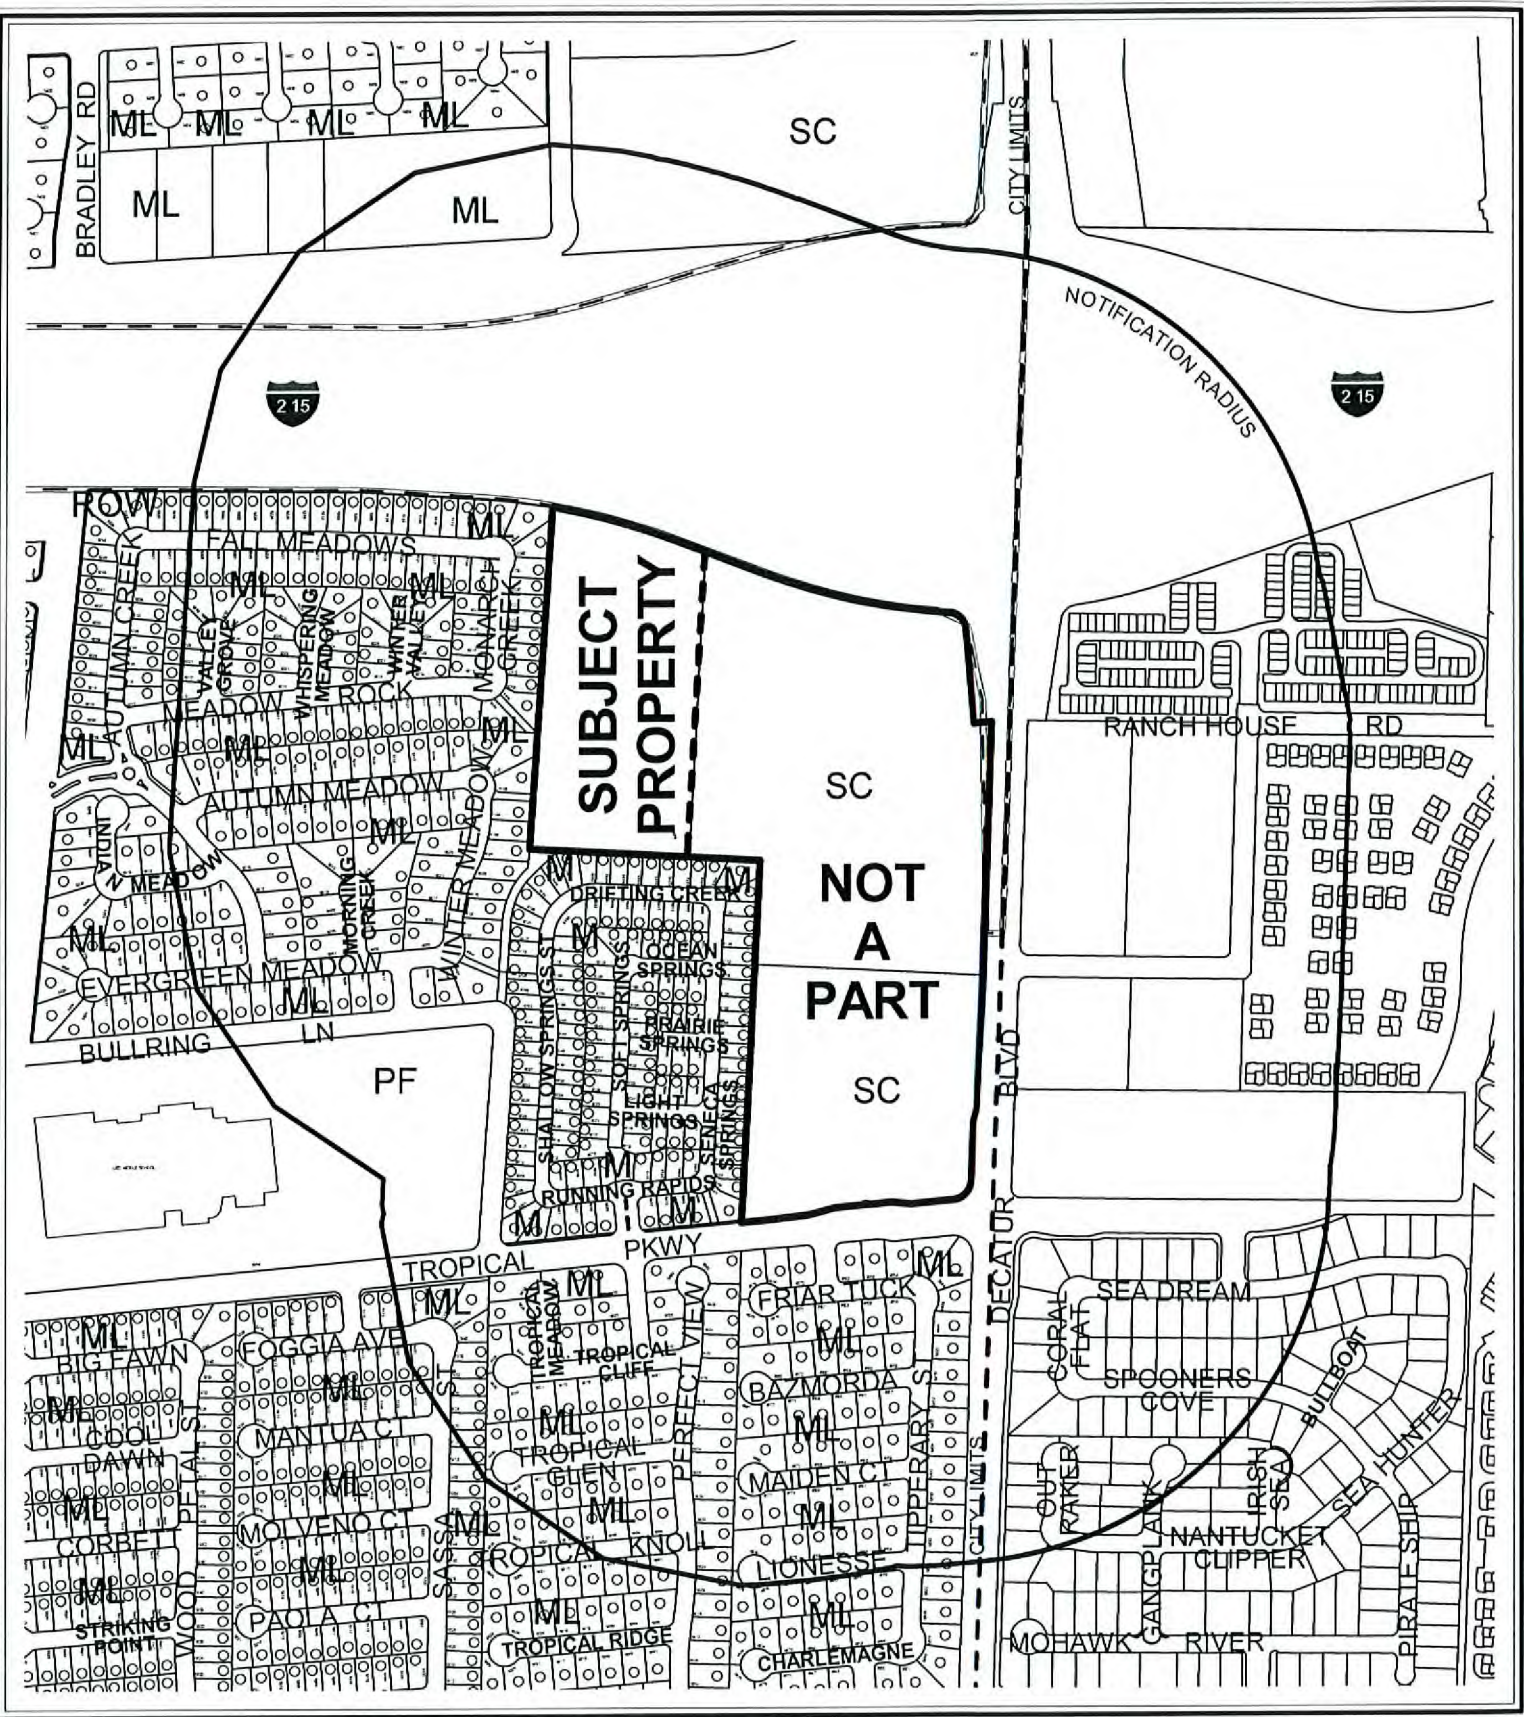 BRADLEY RD
ML
ML
ML
ML
SC
CITY LIMITS
ML
ML
NOTIFICATION RADIUS
215
215
ROW
ML
FALL MEADOWS
ML
ML
AUTUMN CREEK
VALLEY
GROVE
WHISPERING
MEADOW
WINTER
VALLEY
MONARCH
CREEK
SUBJECT
PROPERTY
MEADOW ROCK
ML
ML
ML
RANCH HOUSE RD
AUTUMN MEADOW
SC
ML
INDIAN
MEADOW
MORNING
CREEK
WINTER MEADOW
M
M
DRIFTING CREEK
NOT
A
PART
ML
M
OCEAN
SPRINGS
EVERGREEN MEADOW
ML
SHALLOW SPRINGS ST
SOFT SPRINGS
PRAIRIE
SPRINGS
BULLRING LN
PF
SC
LIGHT
SPRINGS
SENECA
SPRINGS
DECATUR BLVD
M
RUNNING RAPIDS
M
M
TROPICAL PKWY
ML
ML
ML
TROPICAL
MEADOW
PERFECT VIEW
FRIAR TUCK
SEA DREAM
CORAL
FLAT
ML
BIG FAWN
FOGGIA AVE
TROPICAL
CLIFF
ML
BULLBOAT
ML
ML
BAZMORDA
SPOONERS
COVE
COOL
DAWN
PETAL ST
MANTUA CT
SASSA ST
ML
TROPICAL
GLEN
ML
TIPPERARY ST
SEA HUNTER
ML
MAIDEN CT
CITY LIMITS
OUT
RAKER
GANGPLANK
IRISH
SEA
ML
CORBETT
MOLVENO CT
ML
ML
ML
TROPICAL KNOLL
NANTUCKET
CLIPPER
PIRATE SHIP
ML
ML
LIONESSE
WOOD
PAOLA CT
ML
ML
STRIKING
POINT
TROPICAL RIDGE
CHARLEMAGNE
MOHAWK RIVER